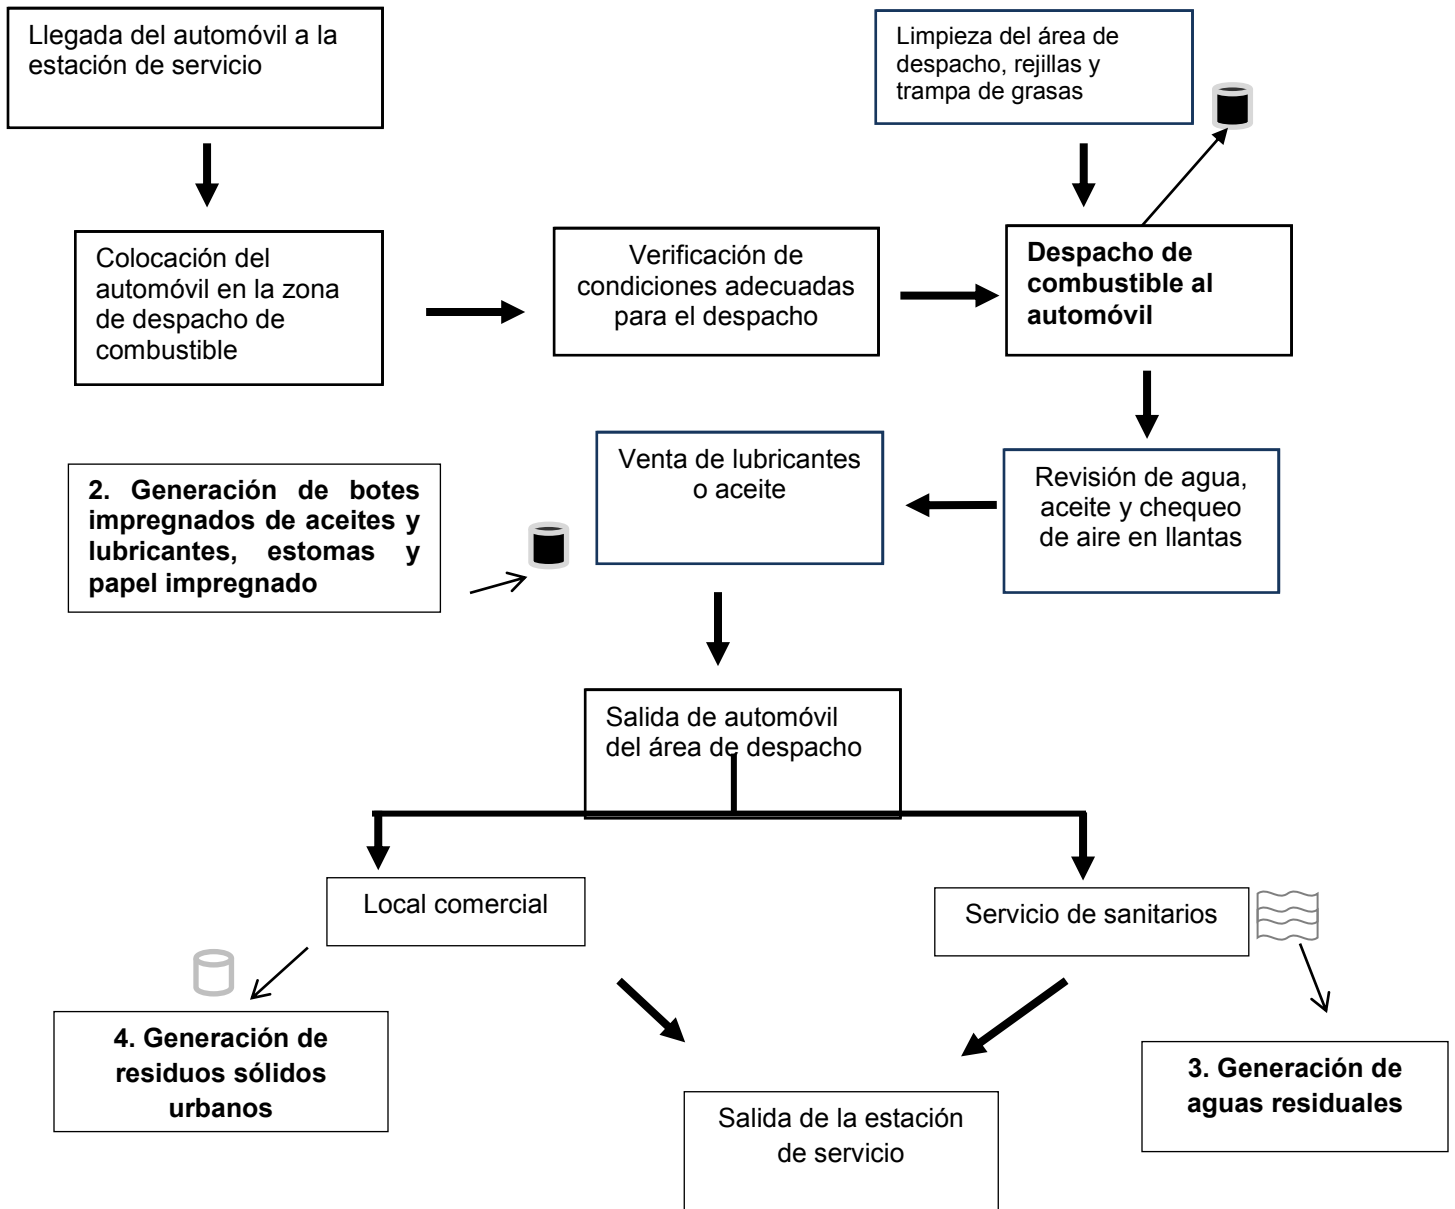 Llegada del automóvil a la
estación de servicio
Limpieza del área de
despacho, rejillas y
trampa de grasas
Colocación del
automóvil en la zona
de despacho de
combustible
Verificación de
condiciones adecuadas
para el despacho
Despacho de
combustible al
automóvil
2. Generación de botes
impregnados de aceites y
lubricantes, estomas y
papel impregnado
Venta de lubricantes
o aceite
Revisión de agua,
aceite y chequeo
de aire en llantas
Salida de automóvil
del área de despacho
Local comercial
Servicio de sanitarios
4. Generación de
residuos sólidos
urbanos
Salida de la estación
de servicio
3. Generación de
aguas residuales